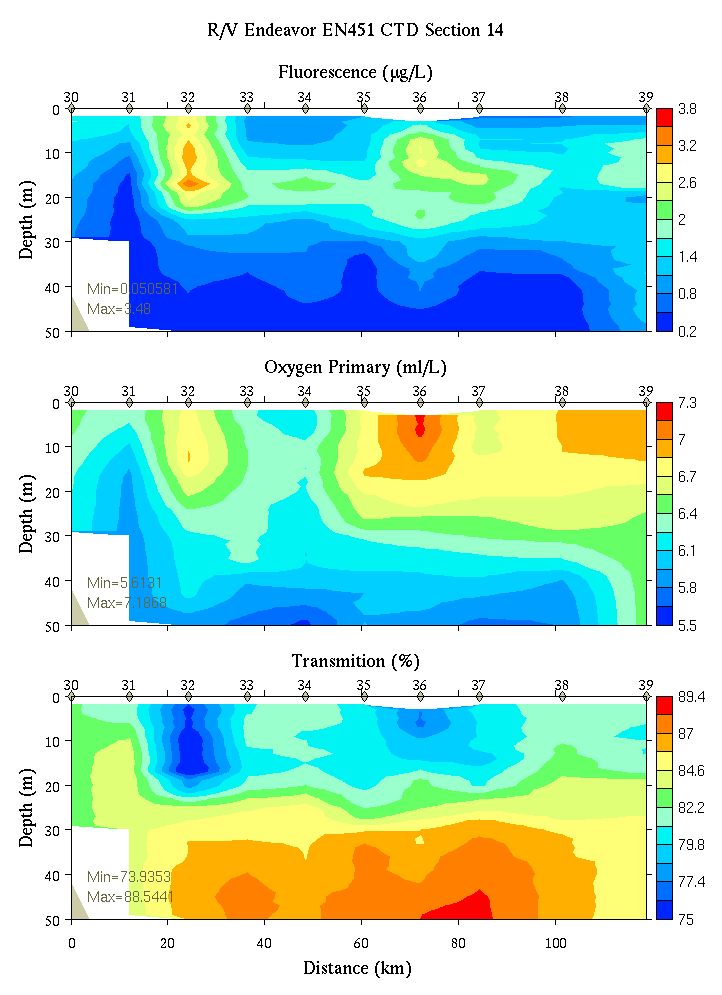 R/V Endeavor EN451 CTD Section 14
Fluorescence (µg/L)
30 31 32 33 34 35 36 37 38 39
0
10
20
30
40
50
Depth (m)
Min=0.050581
Max=3.48
3.8
3.2
2.6
2
1.4
0.8
0.2
Oxygen Primary (ml/L)
30 31 32 33 34 35 36 37 38 39
0
10
20
30
40
50
Depth (m)
Min=5.6131
Max=7.1868
7.3
7
6.7
6.4
6.1
5.8
5.5
Transmition (%)
30 31 32 33 34 35 36 37 38 39
0
10
20
30
40
50
Depth (m)
Min=73.9353
Max=88.5441
89.4
87
84.6
82.2
79.8
77.4
75
0 20 40 60 80 100
Distance (km)